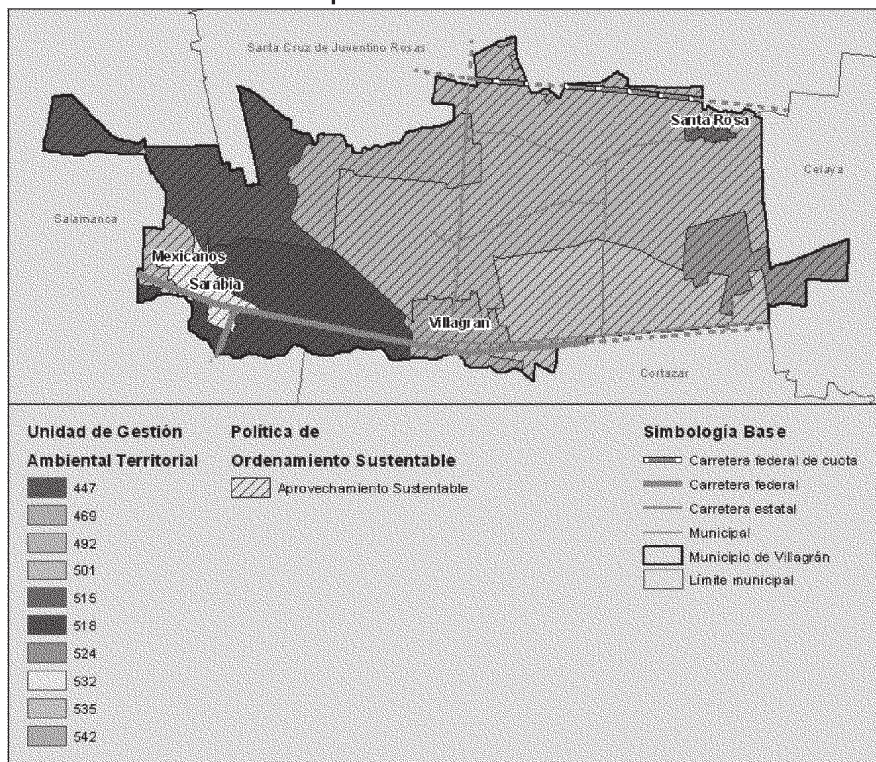 Santa Cruz de Juventino Rosas
Santa Rosa
Celaya
Salamanca
Mexicanos
Sarabia
Villagran
Cortazar
Unidad de Gestión
Ambiental Territorial
447
469
492
501
515
518
524
532
535
542
Política de
Ordenamiento Sustentable
Aprovechamiento Sustentable
Simbología Base
Carretera federal de cuota
Carretera federal
Carretera estatal
Municipal
Municipio de Villagrán
Límite municipal